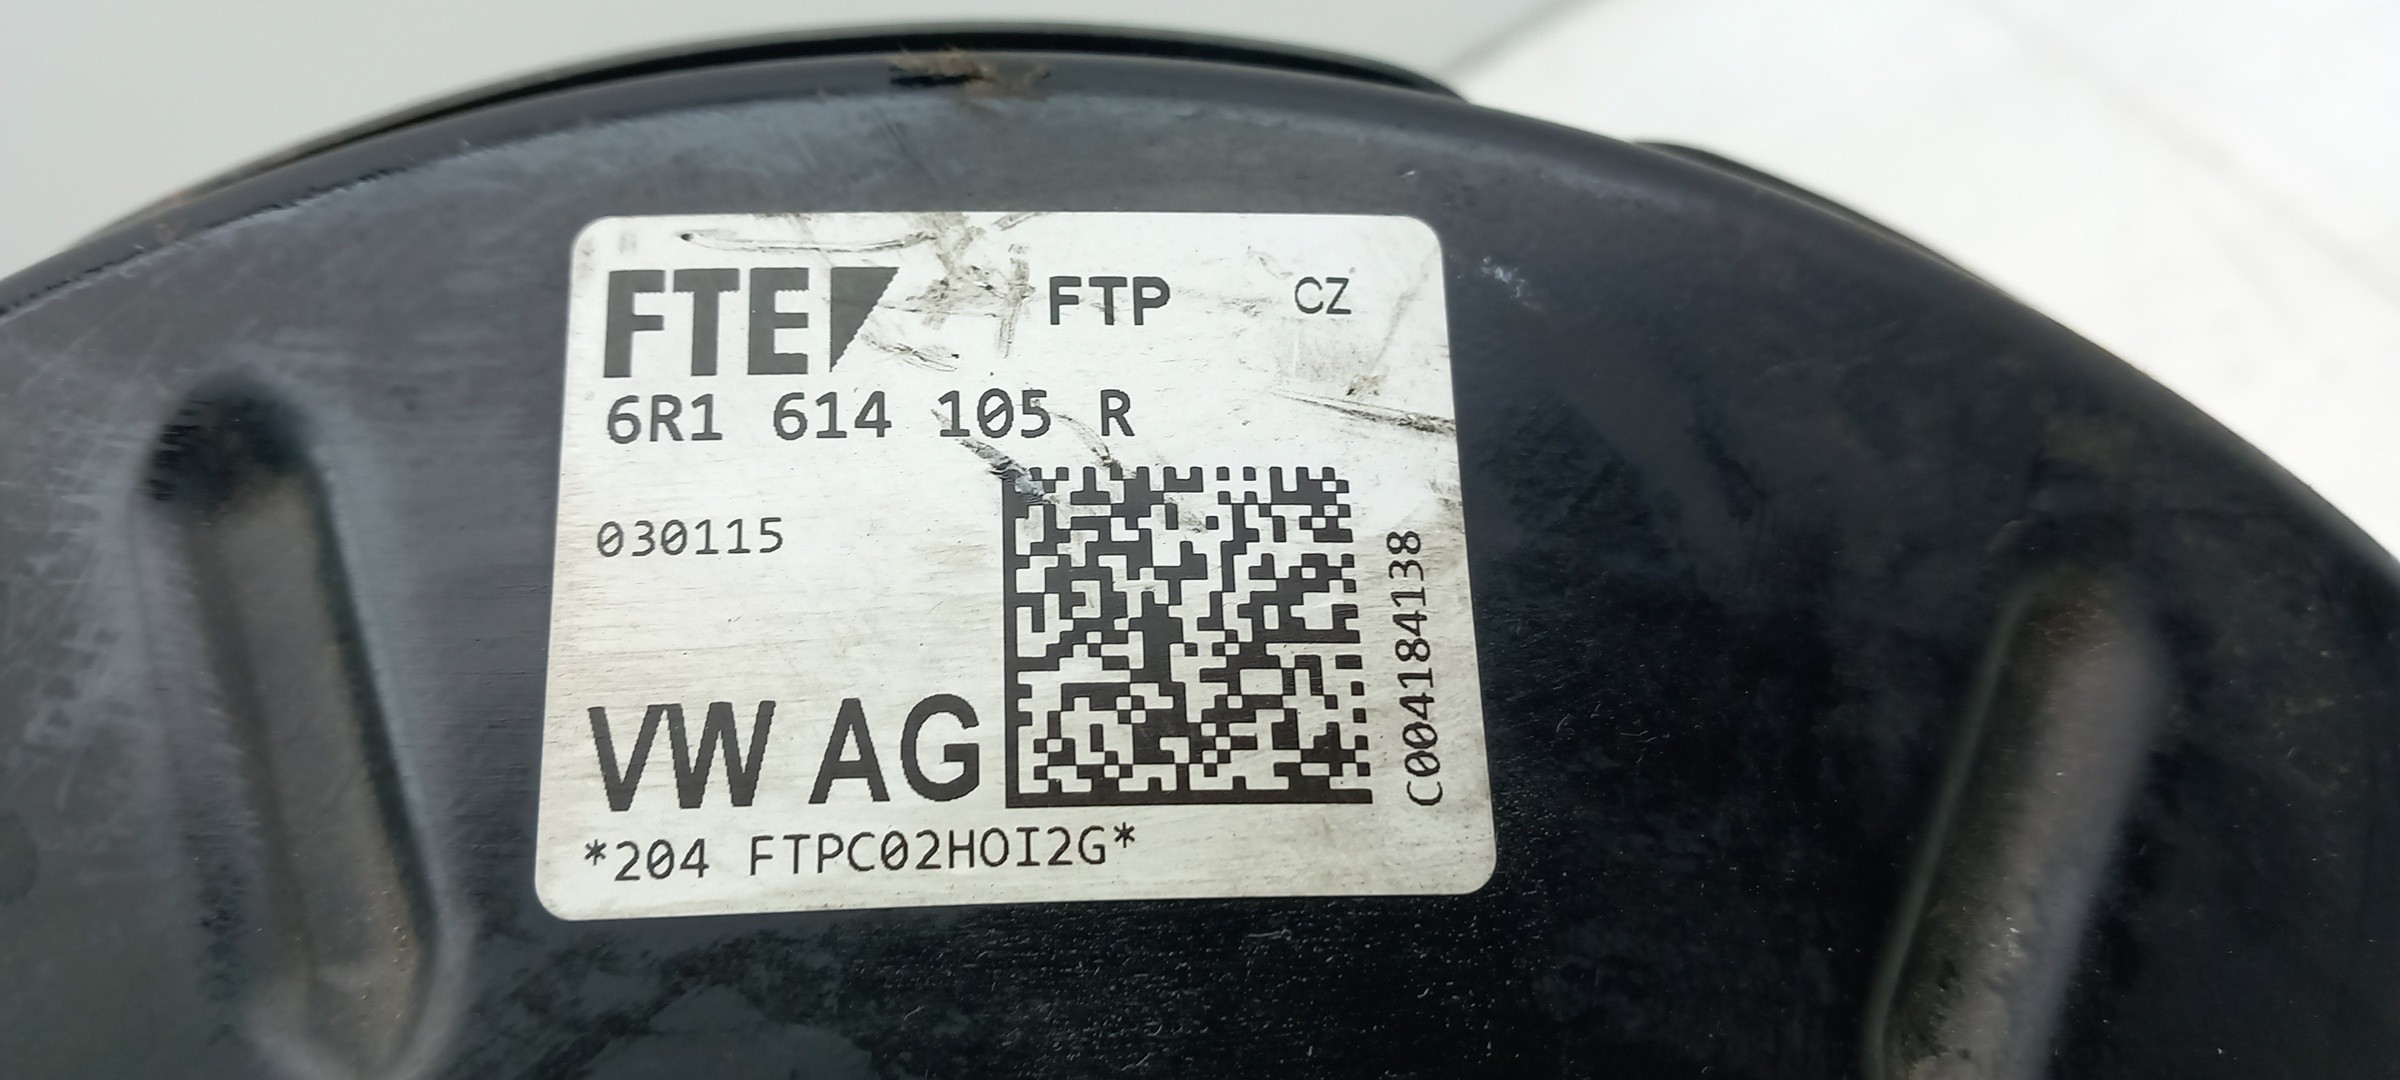 FTE FTP CZ
6R1 614 105 R
030115
C004184138
VW AG
*204 FTPC02HOI2G*